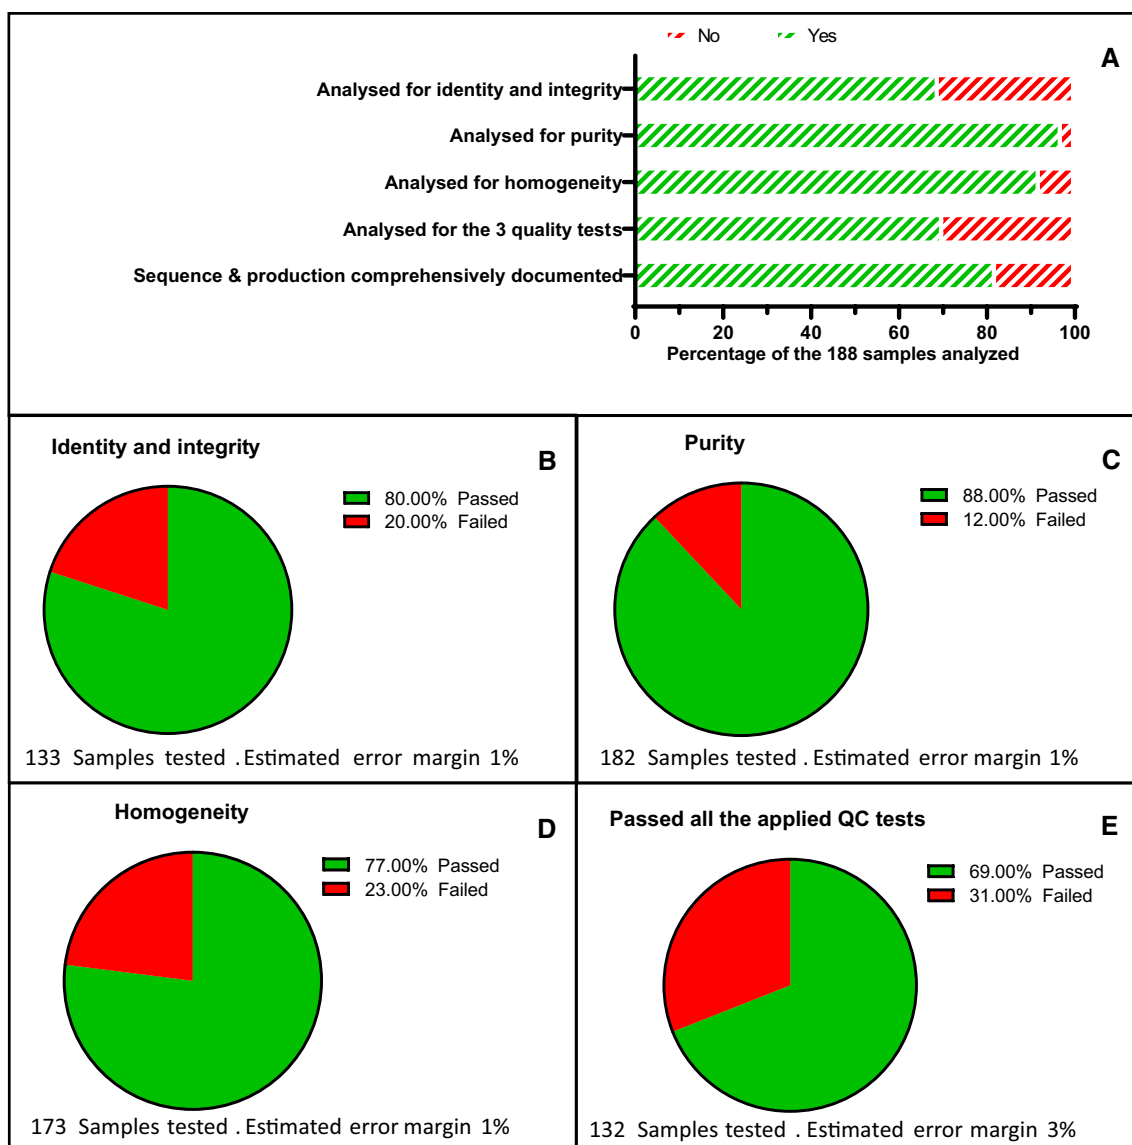 No Yes
A
Analysed for identity and integrity
Analysed for purity
Analysed for homogeneity
Analysed for the 3 quality tests
Sequence & production comprehensively documented
0 20 40 60 80 100
Percentage of the 188 samples analyzed
Identity and integrity
B
80.00% Passed
20.00% Failed
133 Samples tested . Estimated error margin 1%
Purity
C
88.00% Passed
12.00% Failed
182 Samples tested . Estimated error margin 1%
Homogeneity
D
77.00% Passed
23.00% Failed
173 Samples tested . Estimated error margin 1%
Passed all the applied QC tests
E
69.00% Passed
31.00% Failed
132 Samples tested . Estimated error margin 3%